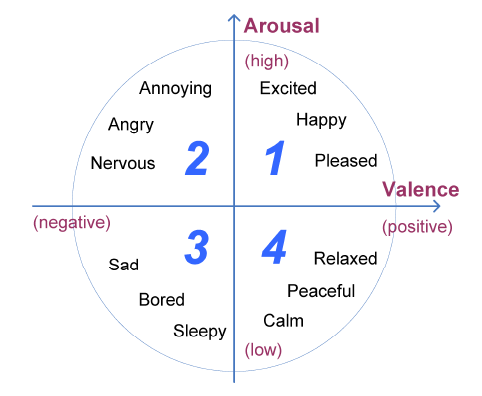 Arousal
(high)
Annoying
Excited
Angry
Happy
2
1
Nervous
Pleased
Valence
(negative)
(positive)
3
4
Sad
Relaxed
Bored
Peaceful
Sleepy
Calm
(low)